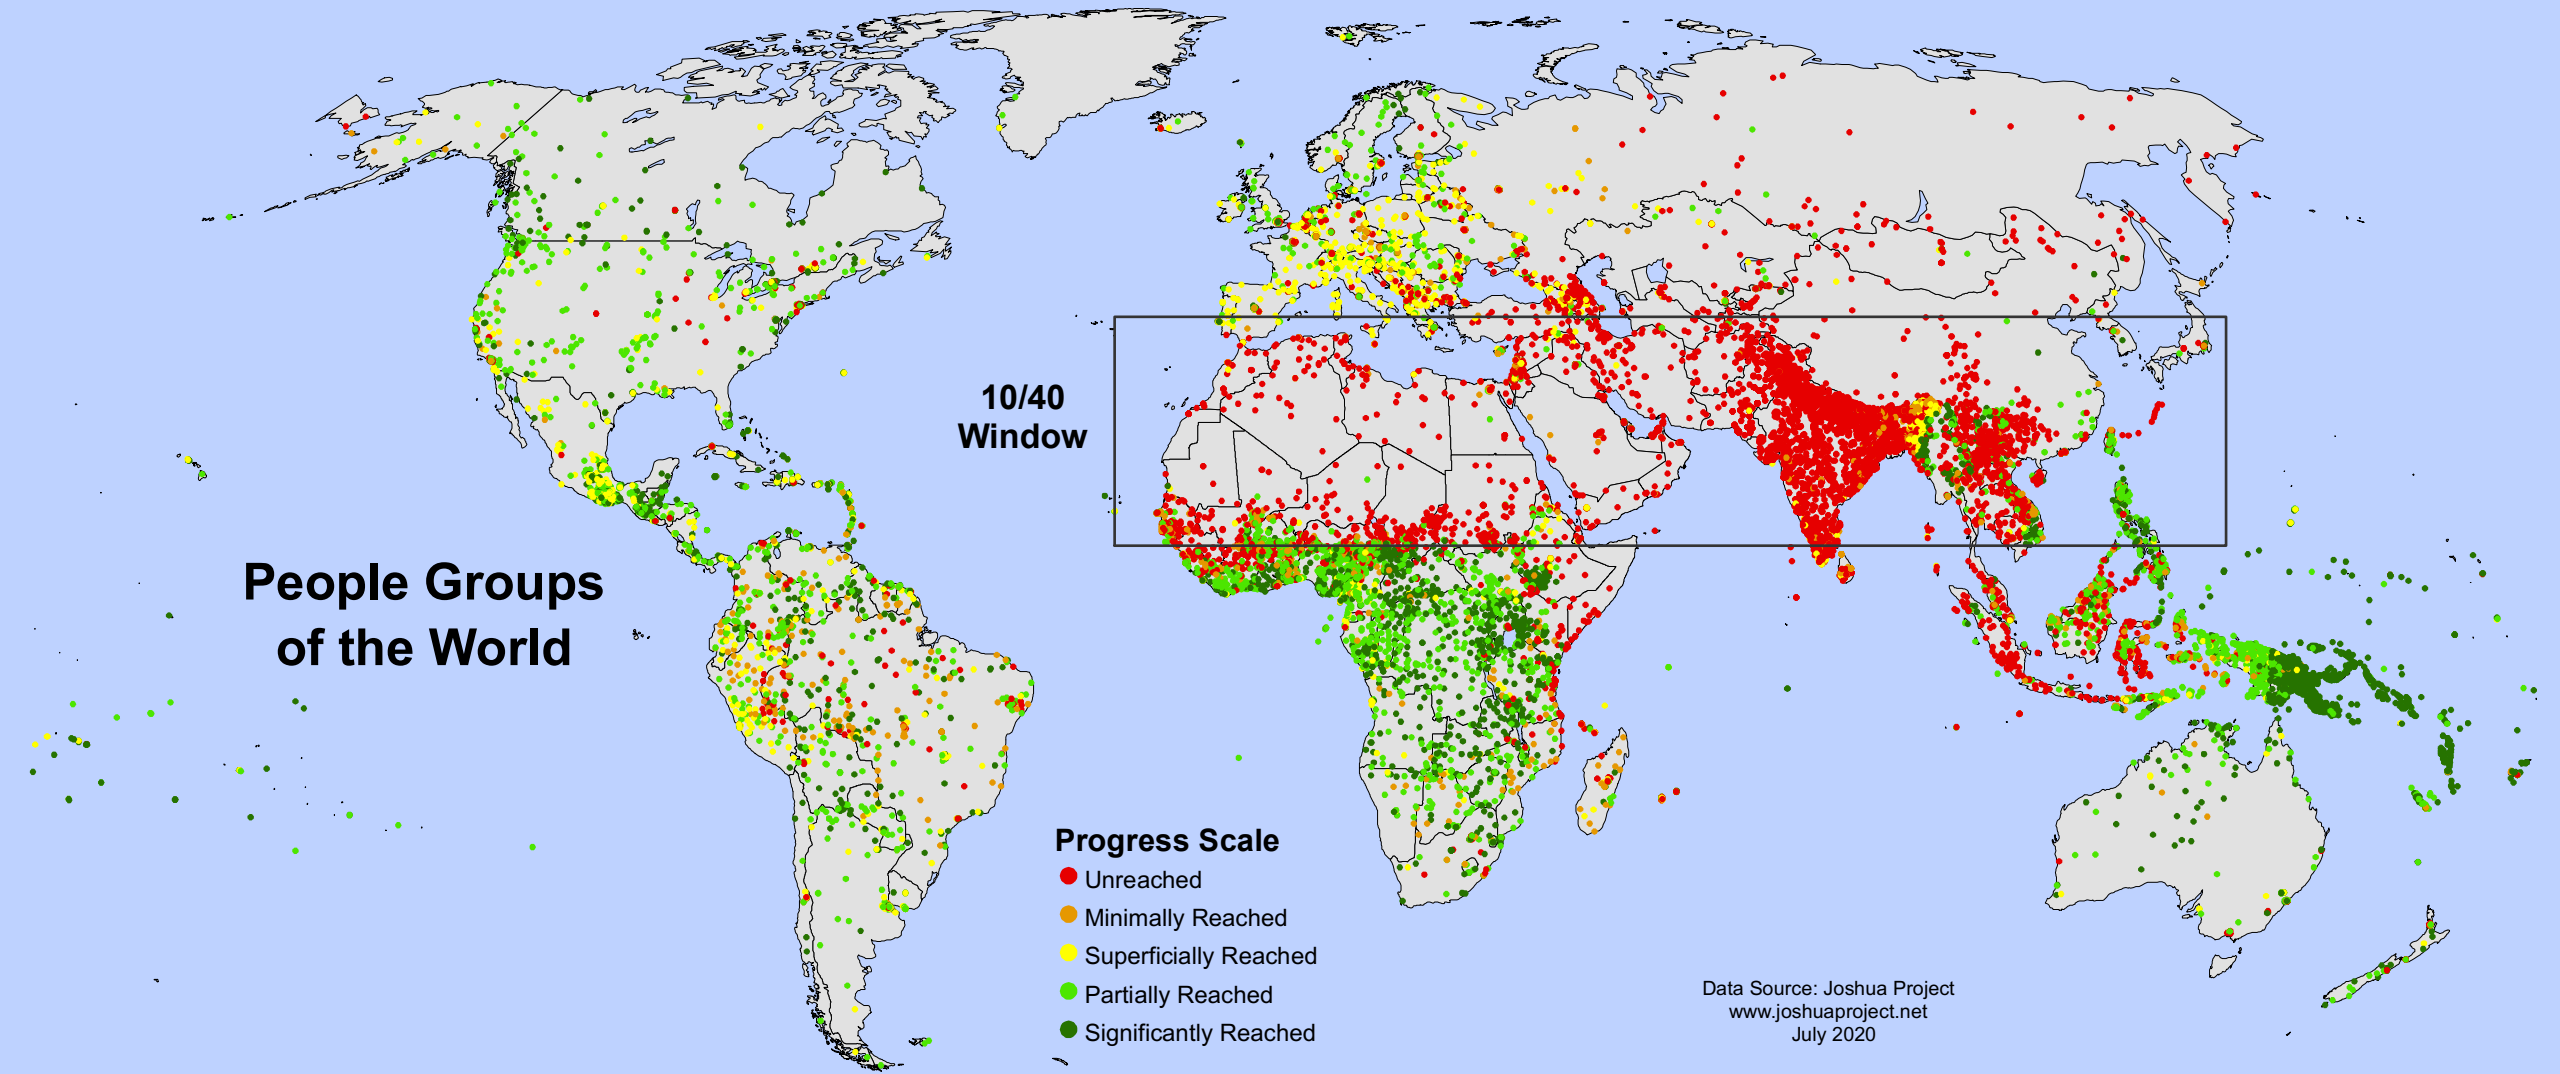 10/40
Window
People Groups
of the World
Progress Scale
Unreached
Minimally Reached
Superficially Reached
Partially Reached
Significantly Reached
Data Source: Joshua Project
www.joshuaproject.net
July 2020